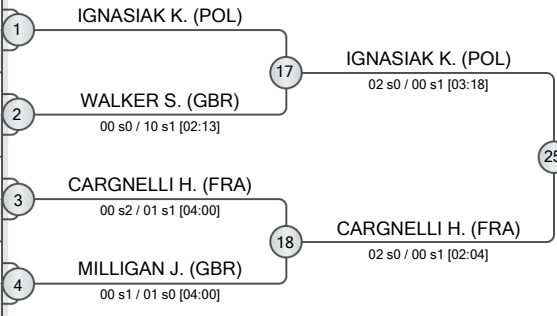 IGNASIAK K. (POL)
1
17
IGNASIAK K. (POL)
02 s0 / 00 s1 [03:18]
WALKER S. (GBR)
2
00 s0 / 10 s1 [02:13]
25
CARGNELLI H. (FRA)
3
00 s2 / 01 s1 [04:00]
18
CARGNELLI H. (FRA)
02 s0 / 00 s1 [02:04]
MILLIGAN J. (GBR)
4
00 s1 / 01 s0 [04:00]